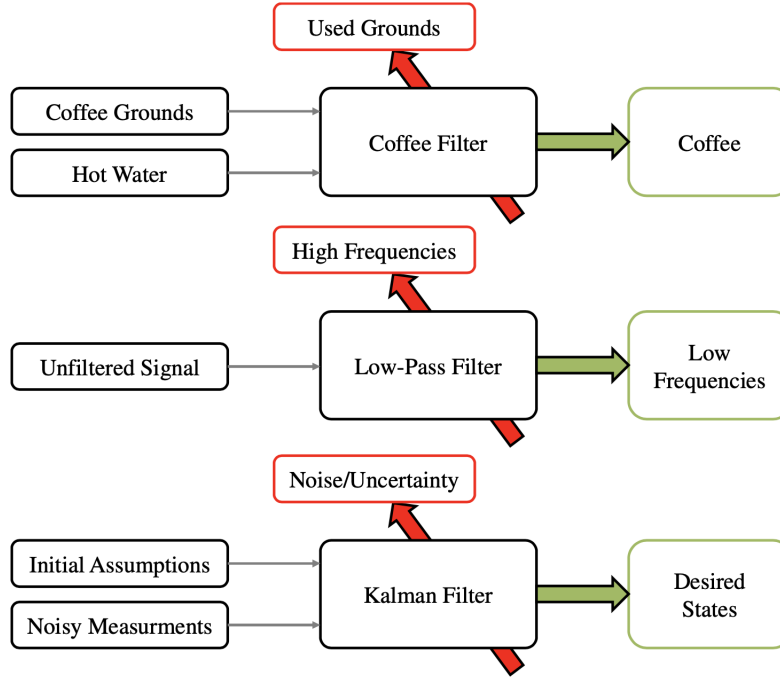 Used Grounds
Coffee Grounds
Hot Water
Coffee Filter
Coffee
High Frequencies
Unfiltered Signal
Low-Pass Filter
Low
Frequencies
Noise/Uncertainty
Initial Assumptions
Noisy Measurments
Kalman Filter
Desired
States